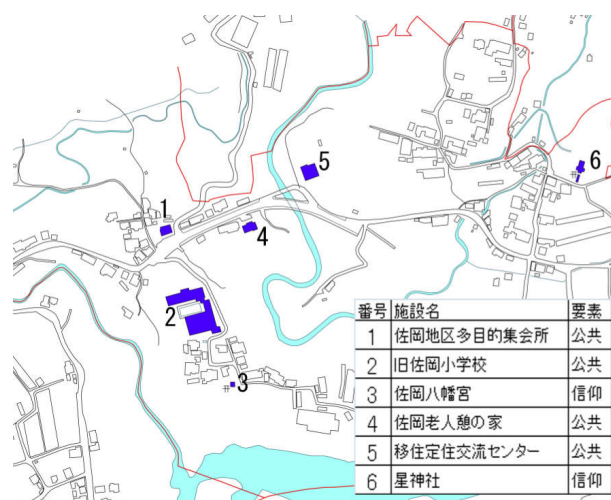 6
5
1
4
2
3
番号 施設名 要素
1 佐岡地区多目的集会所 公共
2 旧佐岡小学校 公共
3 佐岡八幡宮 信仰
4 佐岡老人憩の家 公共
5 移住定住交流センター 公共
6 星神社 信仰